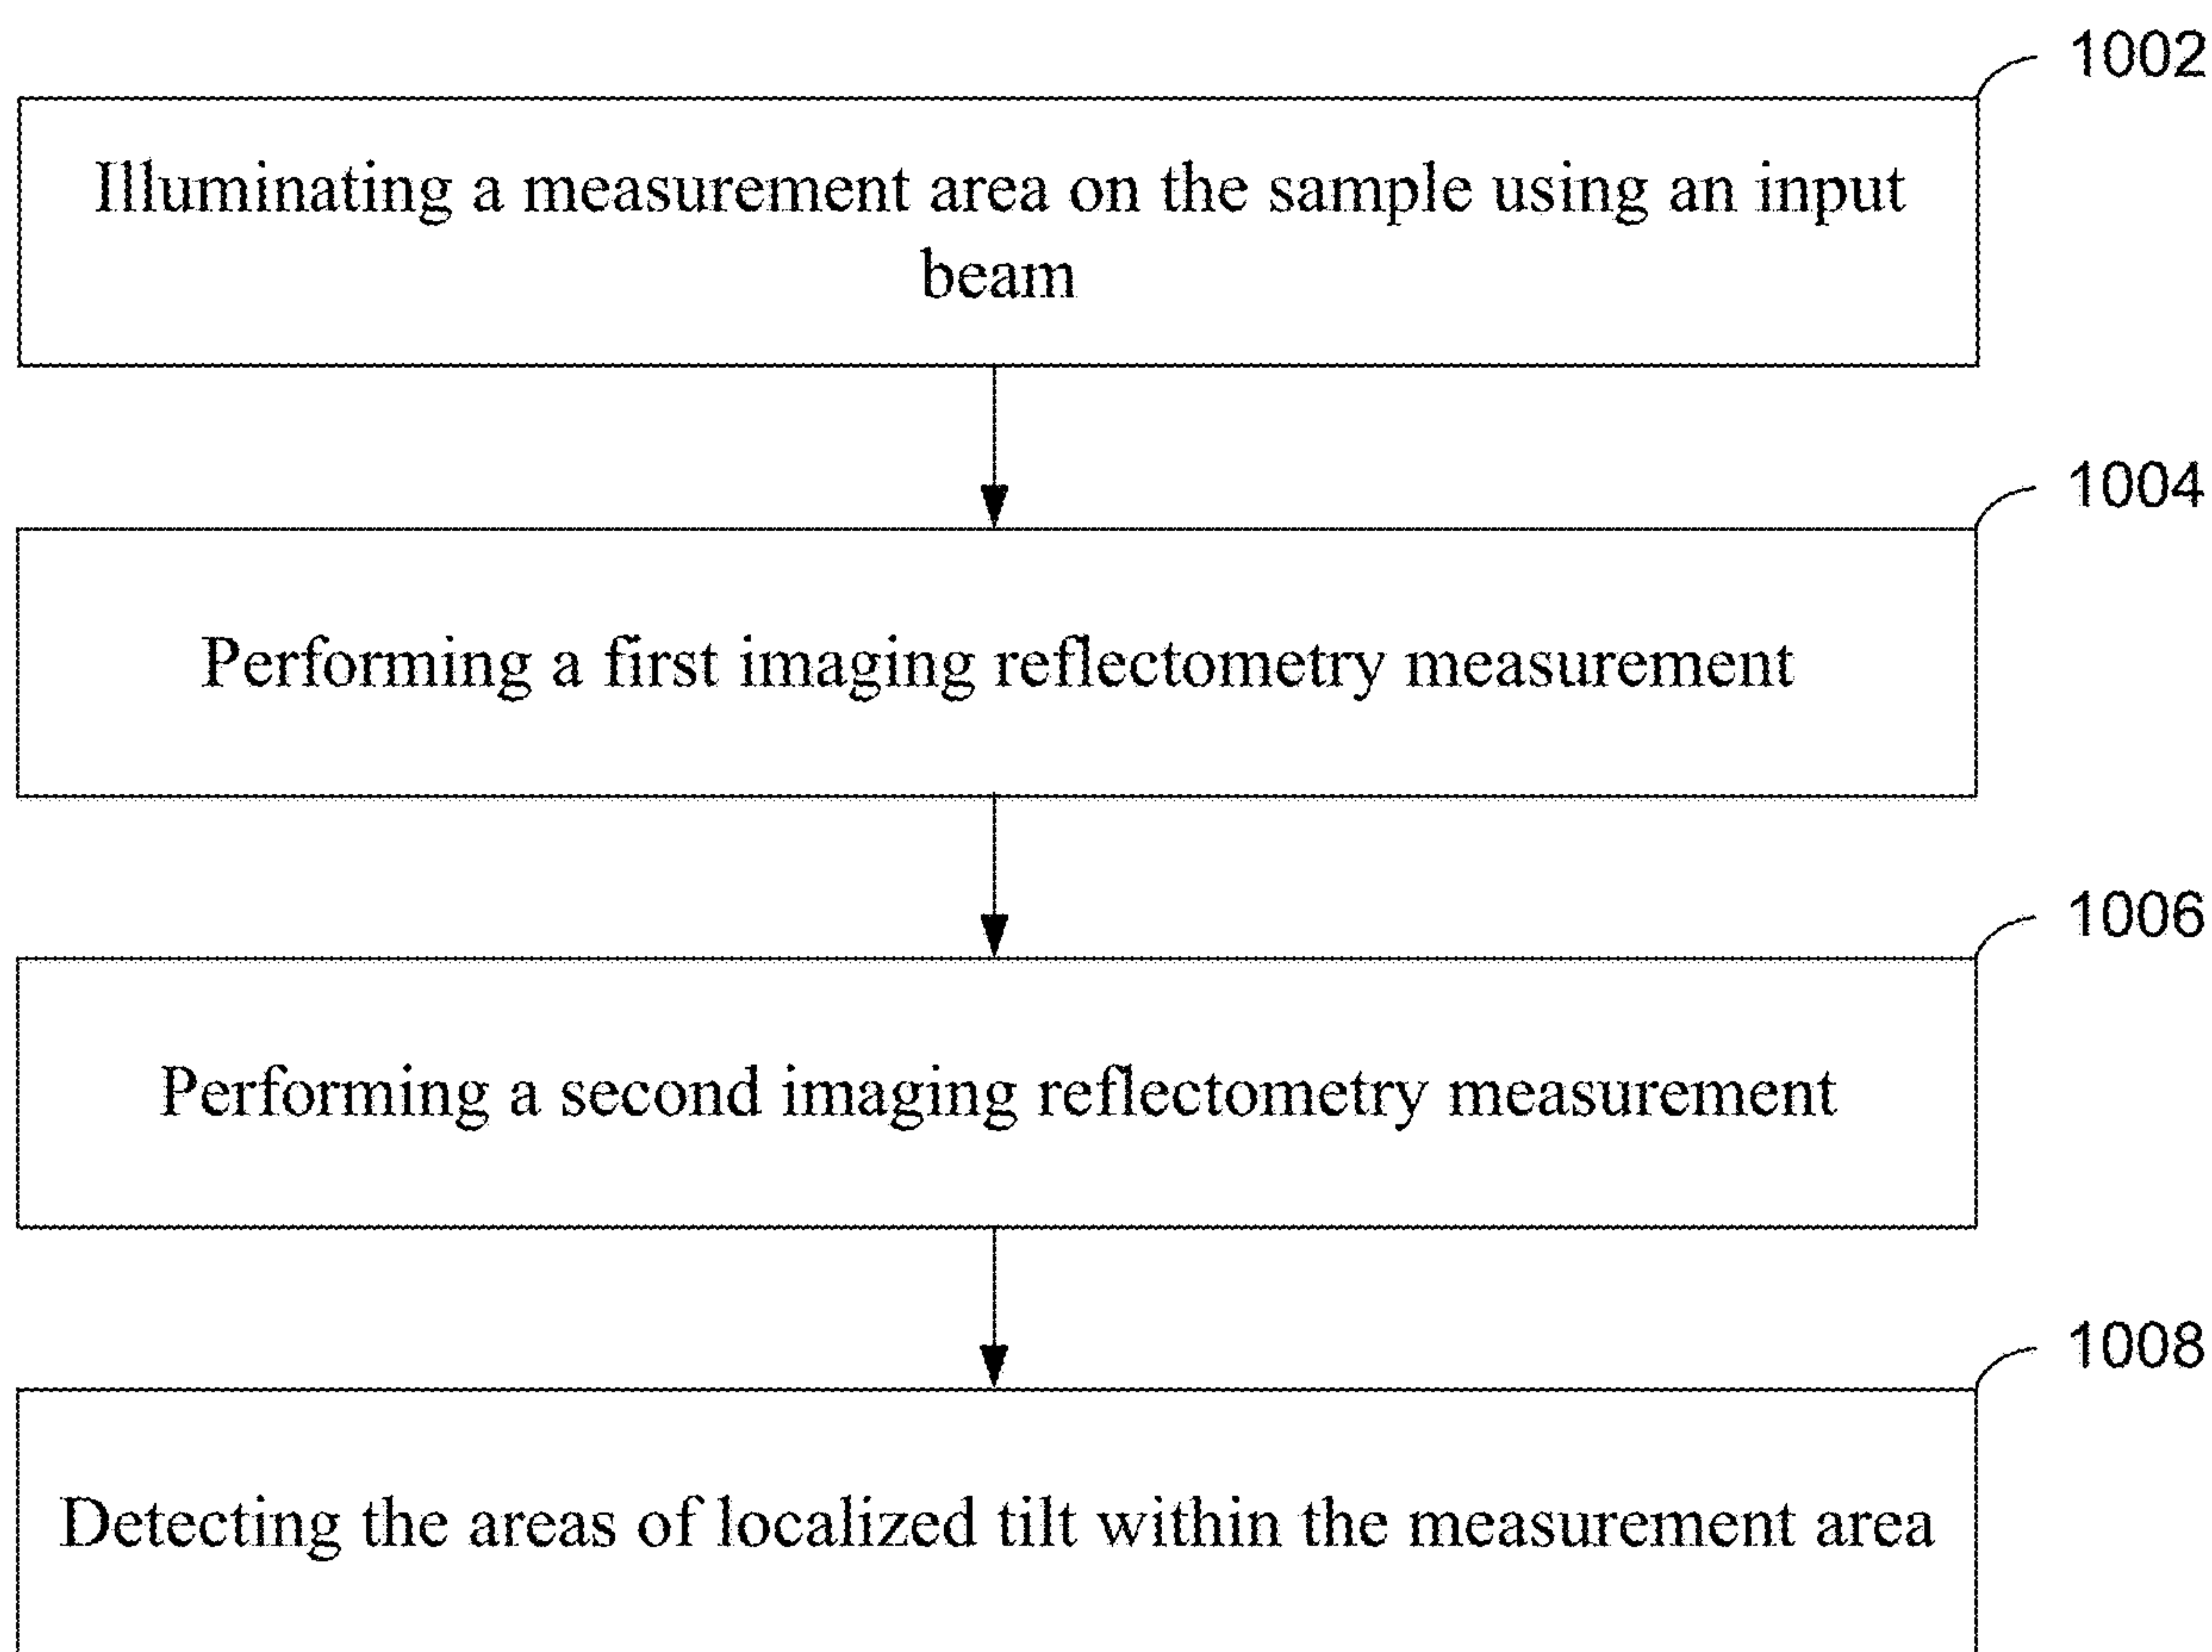 1002
Illuminating a measurement area on the sample using an input
beam
1004
Performing a first imaging reflectometry measurement
1006
Performing a second imaging reflectometry measurement
1008
Detecting the areas of localized tilt within the measurement area